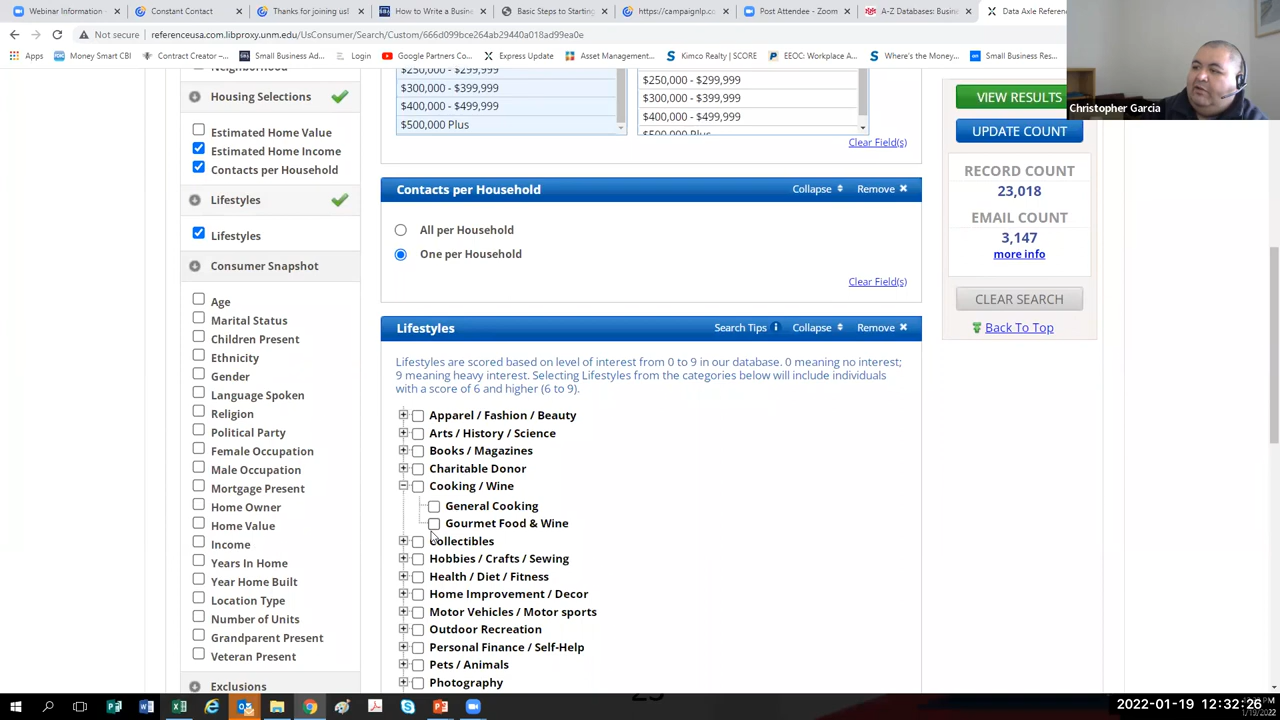 Webinar Information -
Constant Contact
Thanks for joining us!
How to Write a Busine
Basic Steps to Starting
https://campaignlp.co
Post Attendee - Zoom
A-Z Databases: Busin
Data Axle Referen
Not secure | referenceusa.com.libproxy.unm.edu/UsConsumer/Search/Custom/666d099bce264ab29440a018ad99ea0e
Apps
Money Smart CBI
Contract Creator –...
Small Business Ad...
Login
Google Partners Co...
Express Update
Asset Management...
Kimco Realty | SCORE
EEOC: Workplace A...
Where's the Money...
Small Business Res...
Christopher Garcia
Neighborhood
Housing Selections
Estimated Home Value
Estimated Home Income
Contacts per Household
Lifestyles
Lifestyles
Consumer Snapshot
Age
Marital Status
Children Present
Ethnicity
Gender
Language Spoken
Religion
Political Party
Female Occupation
Male Occupation
Mortgage Present
Home Owner
Home Value
Income
Years In Home
Year Home Built
Location Type
Number of Units
Grandparent Present
Veteran Present
Exclusions
$250,000 - $299,999
$300,000 - $399,999
$400,000 - $499,999
$500,000 Plus
$250,000 - $299,999
$300,000 - $399,999
$400,000 - $499,999
$500,000 Plus
Clear Field(s)
Contacts per Household
Collapse
Remove
All per Household
One per Household
Clear Field(s)
Lifestyles
Search Tips
Collapse
Remove
Lifestyles are scored based on level of interest from 0 to 9 in our database. 0 meaning no interest;
9 meaning heavy interest. Selecting Lifestyles from the categories below will include individuals
with a score of 6 and higher (6 to 9).
Apparel / Fashion / Beauty
Arts / History / Science
Books / Magazines
Charitable Donor
Cooking / Wine
General Cooking
Gourmet Food & Wine
Collectibles
Hobbies / Crafts / Sewing
Health / Diet / Fitness
Home Improvement / Decor
Motor Vehicles / Motor sports
Outdoor Recreation
Personal Finance / Self-Help
Pets / Animals
Photography
VIEW RESULTS
UPDATE COUNT
RECORD COUNT
23,018
EMAIL COUNT
3,147
more info
CLEAR SEARCH
Back To Top
2022-01-19 12:32:26